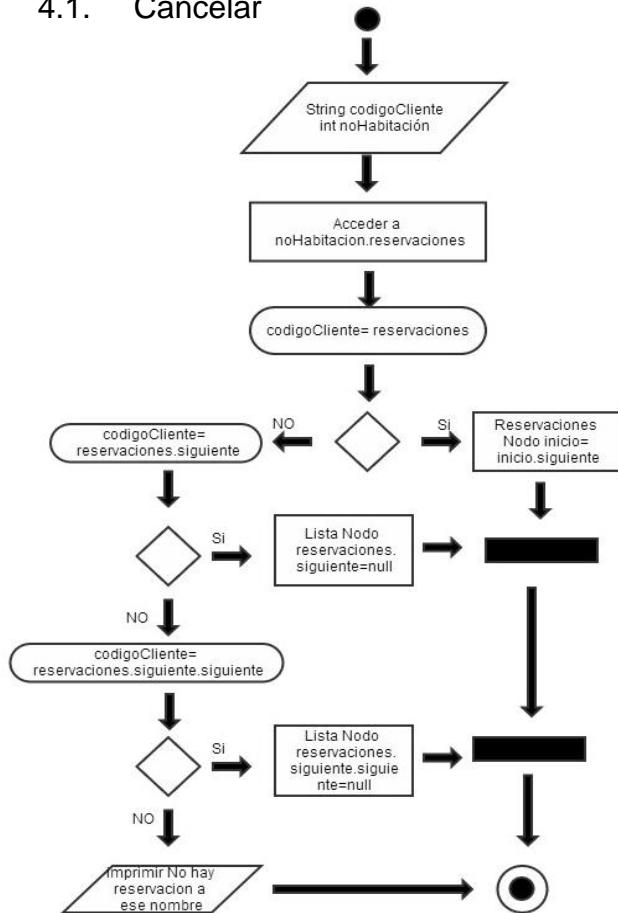 4.1. Cancelar
String codigoCliente
int noHabitación
Acceder a
noHabitacion.reservaciones
codigoCliente= reservaciones
NO
Si
codigoCliente=
reservaciones.siguiente
Reservaciones
Nodo inicio=
inicio.siguiente
Si
Lista Nodo
reservaciones.
siguiente=null
NO
codigoCliente=
reservaciones.siguiente.siguiente
Si
Lista Nodo
reservaciones.
siguiente.siguie
nte=null
NO
Imprimir No hay
reservacion a
ese nombre